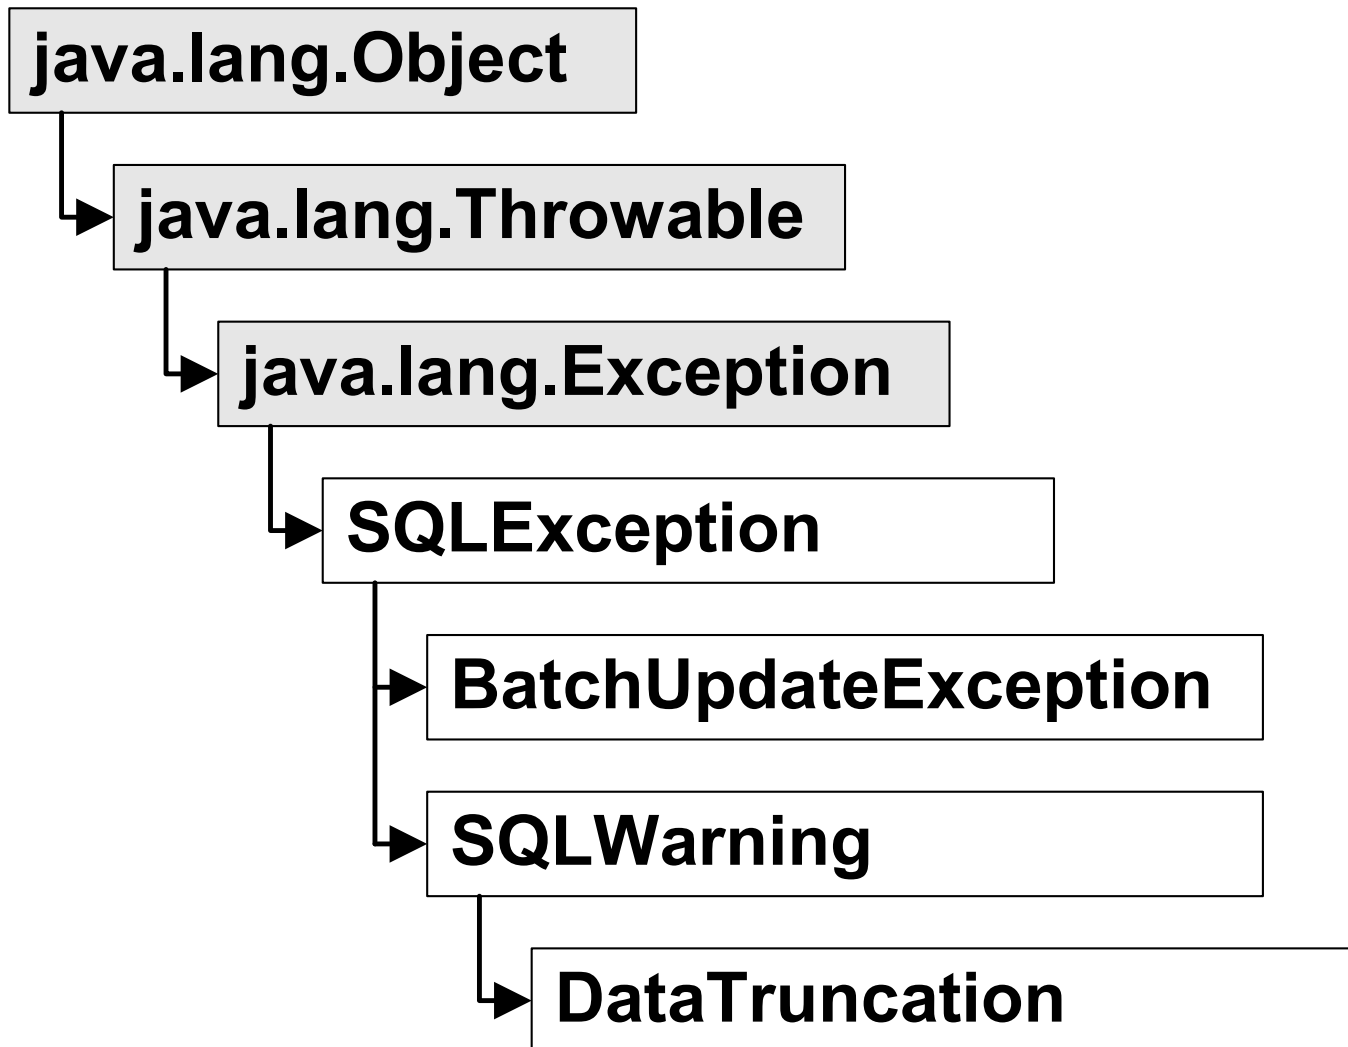 java.lang.Object
java.lang.Throwable
java.lang.Exception
SQLException
BatchUpdateException
SQLWarning
DataTruncation